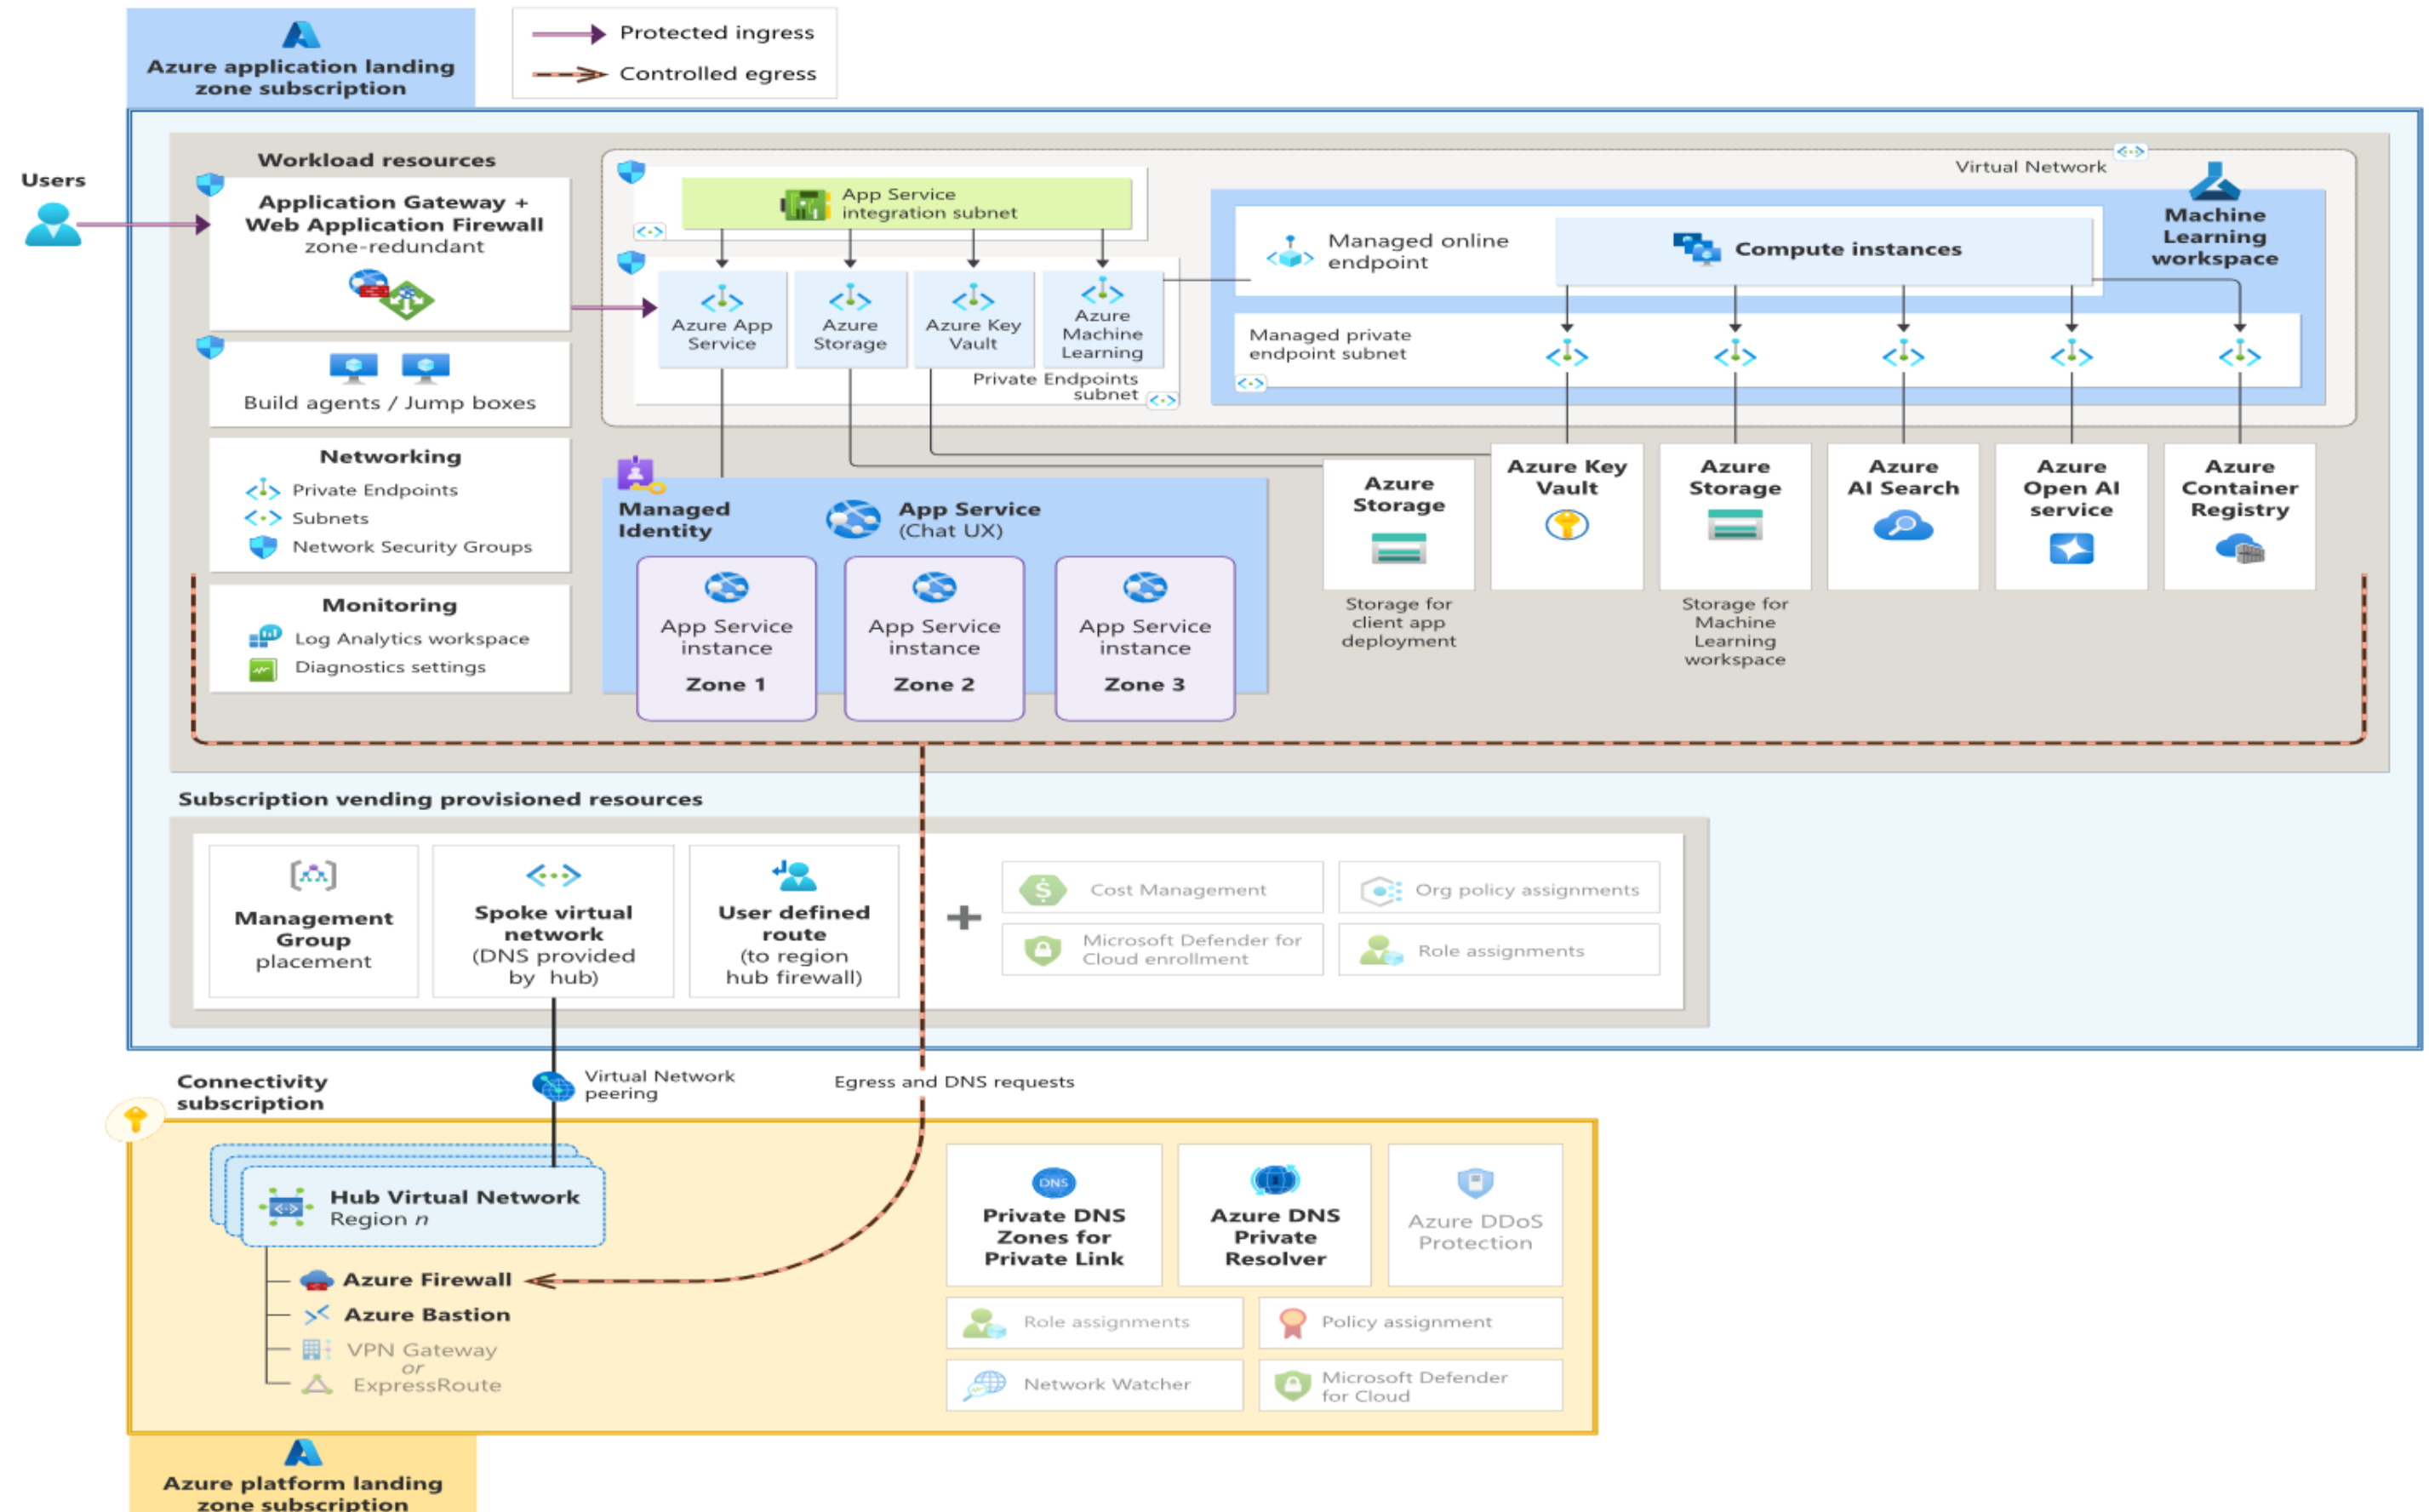 Azure application landing
zone subscription
Protected ingress
Controlled egress
Users
Workload resources
Application Gateway +
Web Application Firewall
zone-redundant
Build agents / Jump boxes
Networking
Private Endpoints
Subnets
Network Security Groups
Monitoring
Log Analytics workspace
Diagnostics settings
Virtual Network
App Service
integration subnet
Azure App
Service
Azure
Storage
Azure Key
Vault
Azure
Machine
Learning
Private Endpoints
subnet
Managed online
endpoint
Compute instances
Machine
Learning
workspace
Managed private
endpoint subnet
Managed
Identity
App Service
(Chat UX)
App Service
instance
Zone 1
App Service
instance
Zone 2
App Service
instance
Zone 3
Azure
Storage
Storage for
client app
deployment
Azure Key
Vault
Azure
Storage
Storage for
Machine
Learning
workspace
Azure
AI Search
Azure
Open AI
service
Azure
Container
Registry
Subscription vending provisioned resources
Management
Group
placement
Spoke virtual
network
(DNS provided
by hub)
User defined
route
(to region
hub firewall)
+
Cost Management
Org policy assignments
Microsoft Defender for
Cloud enrollment
Role assignments
Connectivity
subscription
Virtual Network
peering
Egress and DNS requests
Hub Virtual Network
Region n
Azure Firewall
Azure Bastion
VPN Gateway
or
ExpressRoute
DNS
Private DNS
Zones for
Private Link
Azure DNS
Private
Resolver
Azure DDoS
Protection
Role assignments
Policy assignment
Network Watcher
Microsoft Defender
for Cloud
Azure platform landing
zone subscription